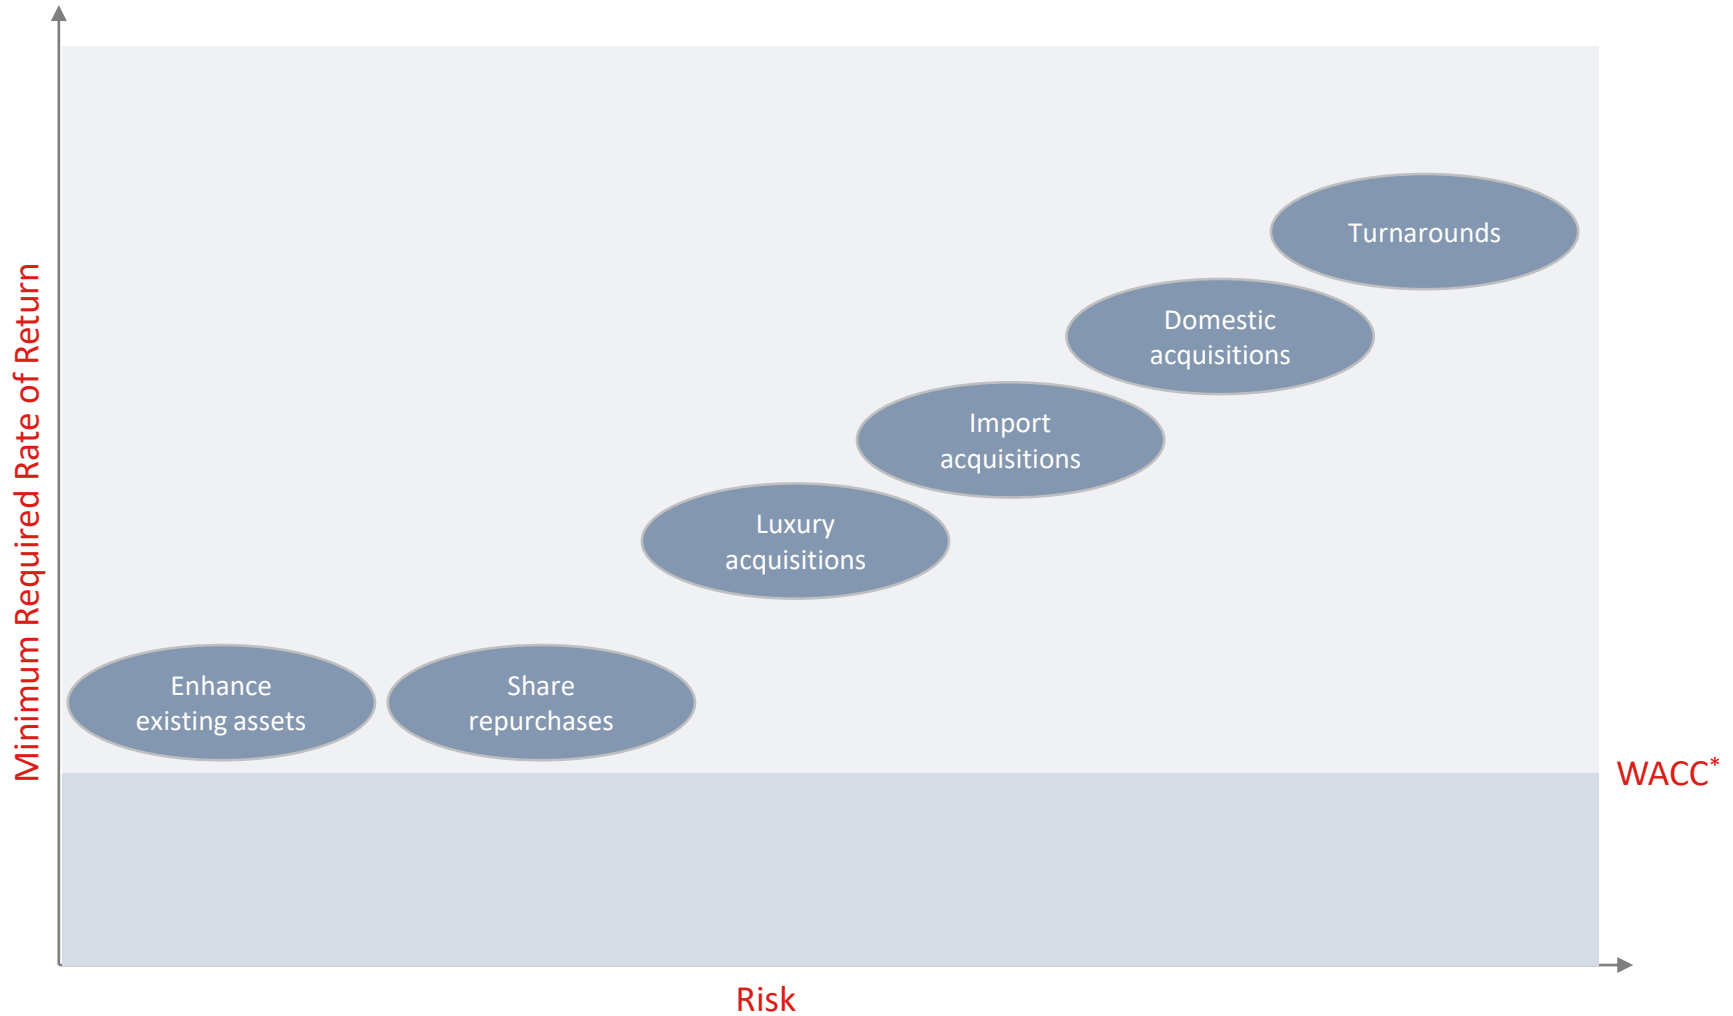 Minimum Required Rate of Return
Turnarounds
Domestic
acquisitions
Import
acquisitions
Luxury
acquisitions
Enhance
existing assets
Share
repurchases
WACC*
Risk